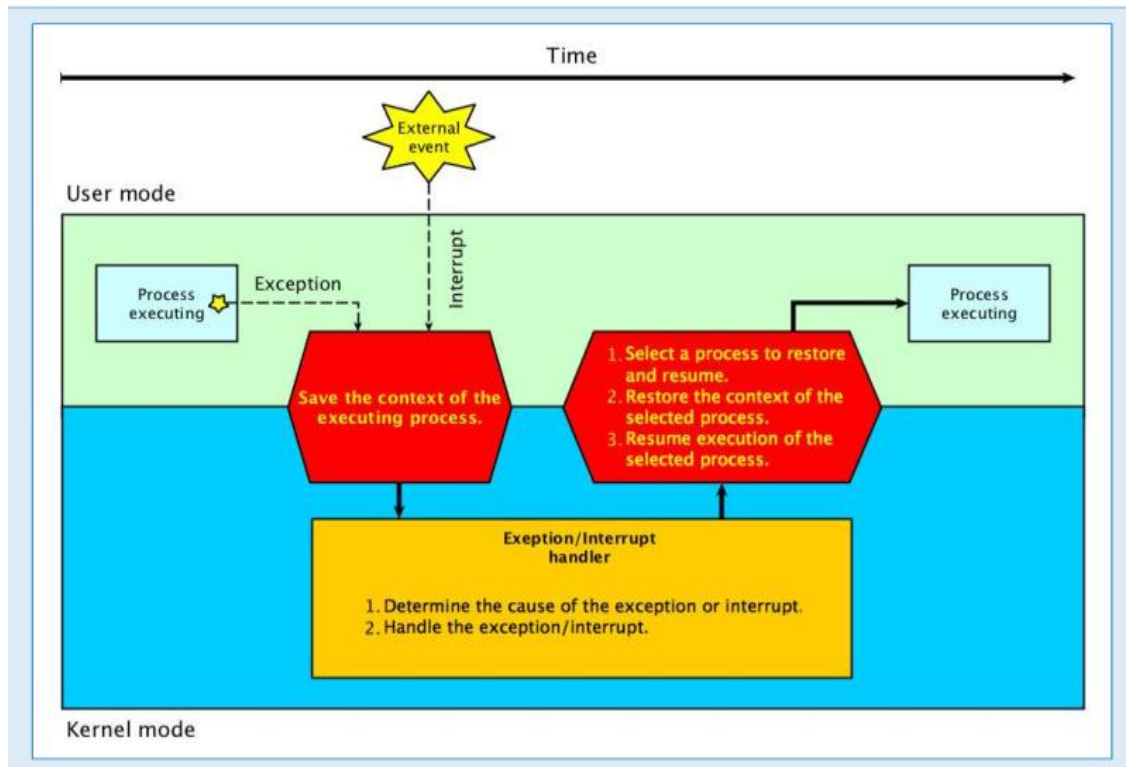 Time
External
event
User mode
Interrupt
Exception
Process
executing
Process
executing
Save the context of the
executing process.
1. Select a process to restore
and resume.
2. Restore the context of the
selected process.
3. Resume execution of the
selected process.
Exeption/Interrupt
handler
1. Determine the cause of the exception or interrupt.
2. Handle the exception/interrupt.
Kernel mode